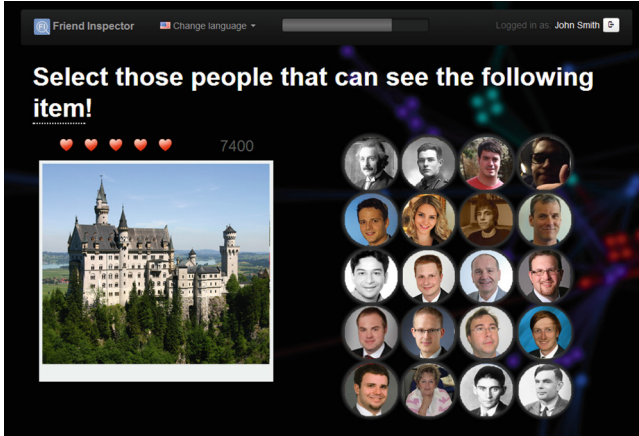 Friend Inspector
Change language
Logged in as: John Smith
Select those people that can see the following
item!
7400